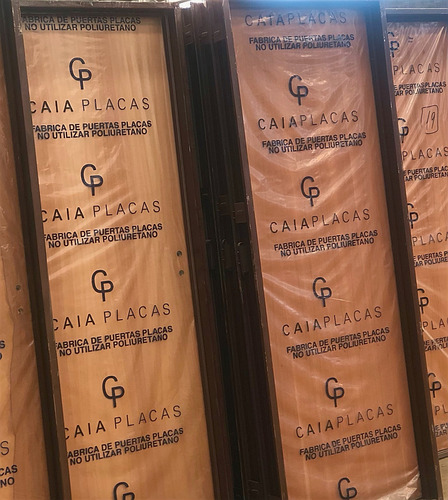 FABRICA DE PUERTAS PLACAS
NO UTILIZAR POLIURETANO
CP
CAIA PLACAS
FABRICA DE PUERTAS PLACAS
NO UTILIZAR POLIURETANO
CP
CAIA PLACAS
FABRICA DE PUERTAS PLACAS
NO UTILIZAR POLIURETANO
CP
CAIA PLACAS
FABRICA DE PUERTAS PLACAS
NO UTILIZAR POLIURETANO
CP
CAIA PLACAS
FABRICA DE PUERTAS PLACAS
NO UTILIZAR POLIURETANO
CP
CAIAPLACAS
FABRICA DE PUERTAS PLACAS
NO UTILIZAR POLIURETANO
CP
CAIAPLACAS
FABRICA DE PUERTAS PLACAS
NO UTILIZAR POLIURETANO
CP
CAIAPLACAS
FABRICA DE PUERTAS PLACAS
NO UTILIZAR POLIURETANO
CP
CAIAPLACAS
FABRICA DE PUERTAS PLACAS
NO UTILIZAR POLIURETANO
CP
CAIAPLACAS
FABRICA DE PUERTAS PLACAS
NO UTILIZAR POLIURETANO
CP
19